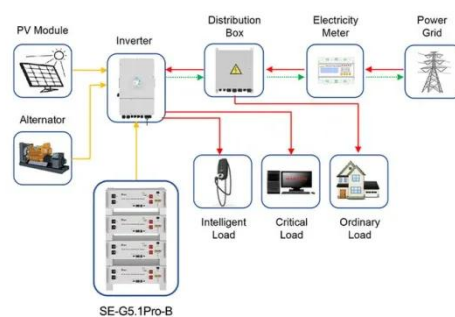 PV Module
Inverter
Distribution
Box
Electricity
Meter
Power
Grid
Alternator
Intelligent
Load
Critical
Load
Ordinary
Load
SE-G5.1Pro-B